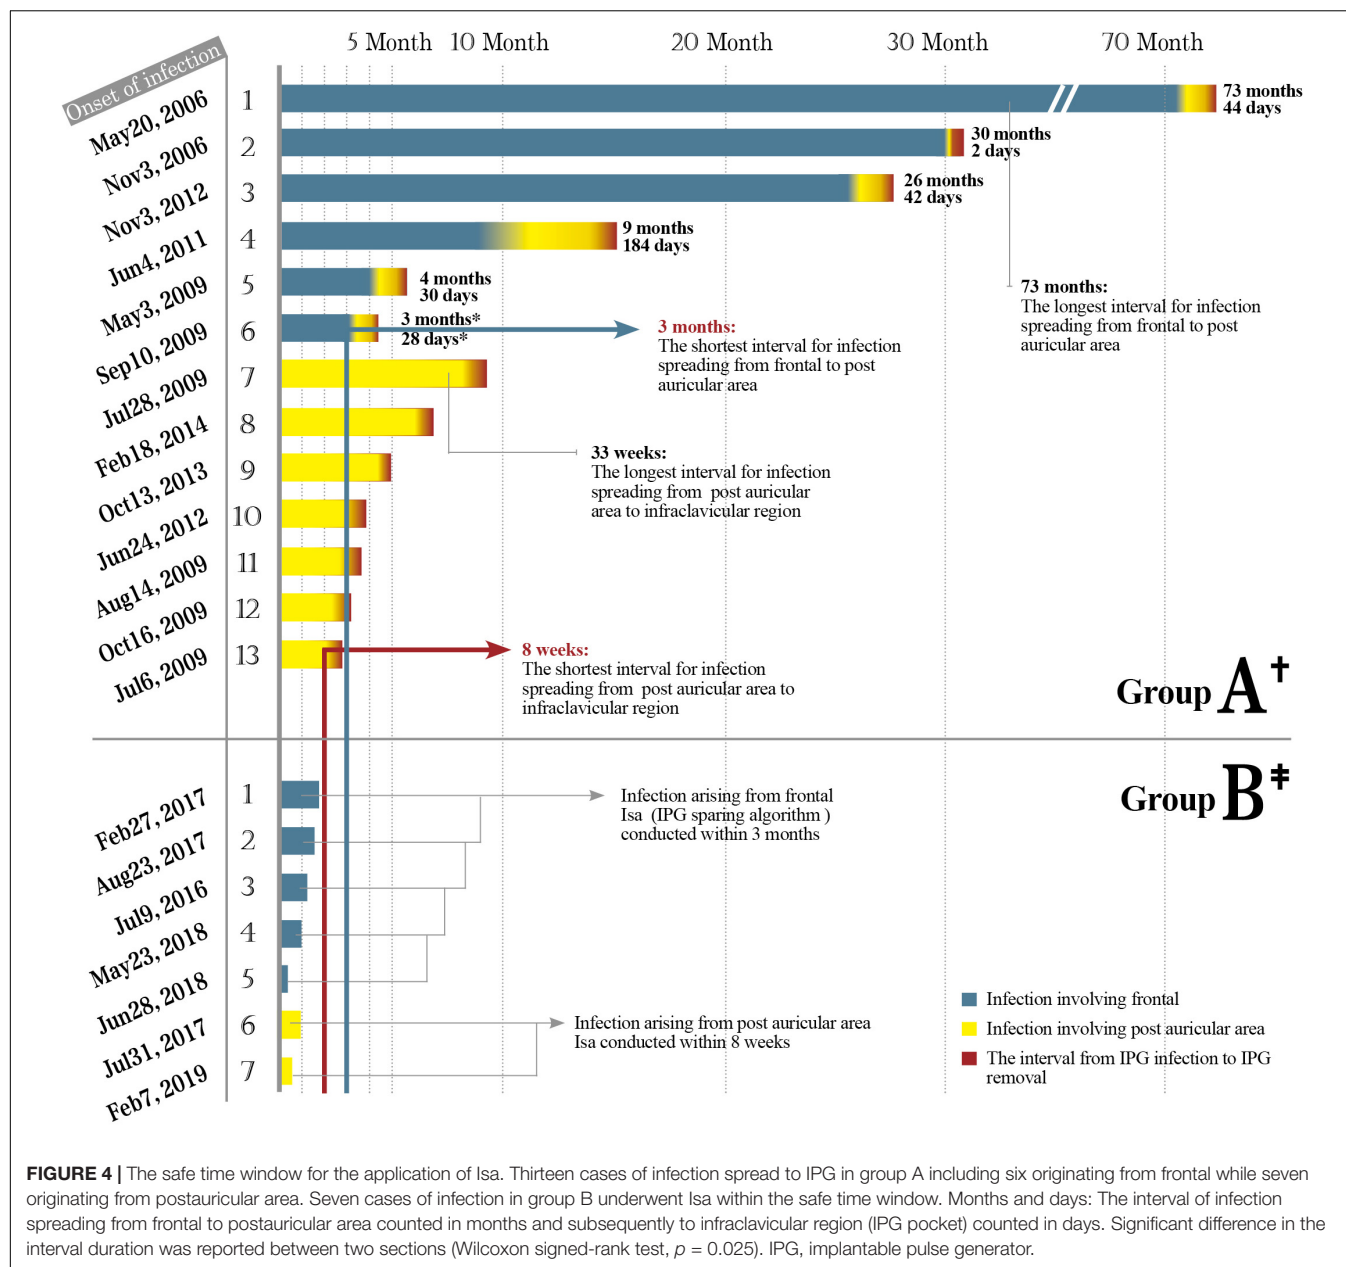 5 Month 10 Month 20 Month 30 Month 70 Month
Onset of infection
May20, 2006 1 73 months
44 days
Nov3, 2006 2 30 months
2 days
Nov3, 2012 3 26 months
42 days
Jun4, 2011 4 9 months
184 days
May3, 2009 5 4 months
30 days
Sep10, 2009 6 3 months*
28 days*
Jul28, 2009 7
Feb18, 2014 8
Oct13, 2013 9
Jun24, 2012 10
Aug14, 2009 11
Oct16, 2009 12
Jul6, 2009 13
73 months:
The longest interval for infection
spreading from frontal to post
auricular area
3 months:
The shortest interval for infection
spreading from frontal to post
auricular area
33 weeks:
The longest interval for infection
spreading from post auricular
area to infraclavicular region
8 weeks:
The shortest interval for infection
spreading from post auricular area to
infraclavicular region
Group A†
Group B‡
Feb27, 2017 1
Aug23, 2017 2
Jul9, 2016 3
May23, 2018 4
Jun28, 2018 5
Jul31, 2017 6
Feb7, 2019 7
Infection arising from frontal
Isa (IPG sparing algorithm )
conducted within 3 months
Infection arising from post auricular area
Isa conducted within 8 weeks
Infection involving frontal
Infection involving post auricular area
The interval from IPG infection to IPG
removal
FIGURE 4 | The safe time window for the application of Isa. Thirteen cases of infection spread to IPG in group A including six originating from frontal while seven
originating from postauricular area. Seven cases of infection in group B underwent Isa within the safe time window. Months and days: The interval of infection
spreading from frontal to postauricular area counted in months and subsequently to infraclavicular region (IPG pocket) counted in days. Significant difference in the
interval duration was reported between two sections (Wilcoxon signed-rank test, p = 0.025). IPG, implantable pulse generator.